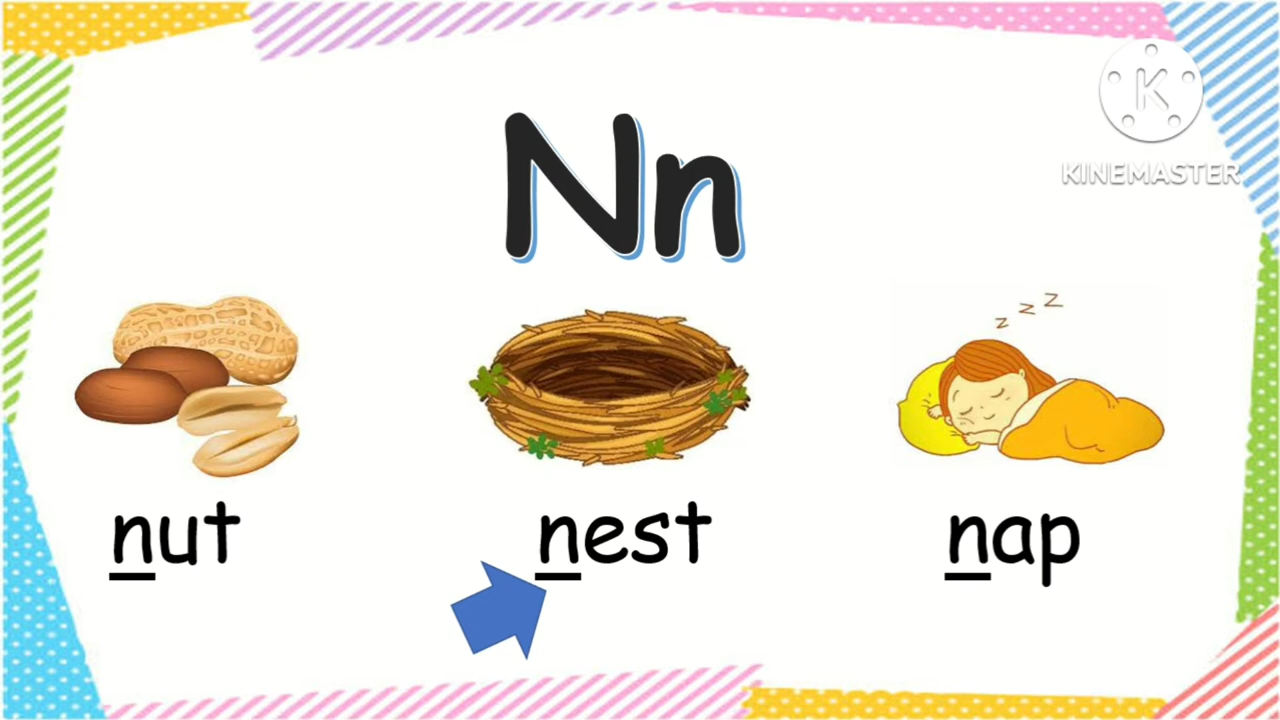 Nn
K
KINEMASTER
z z z
nut nest nap